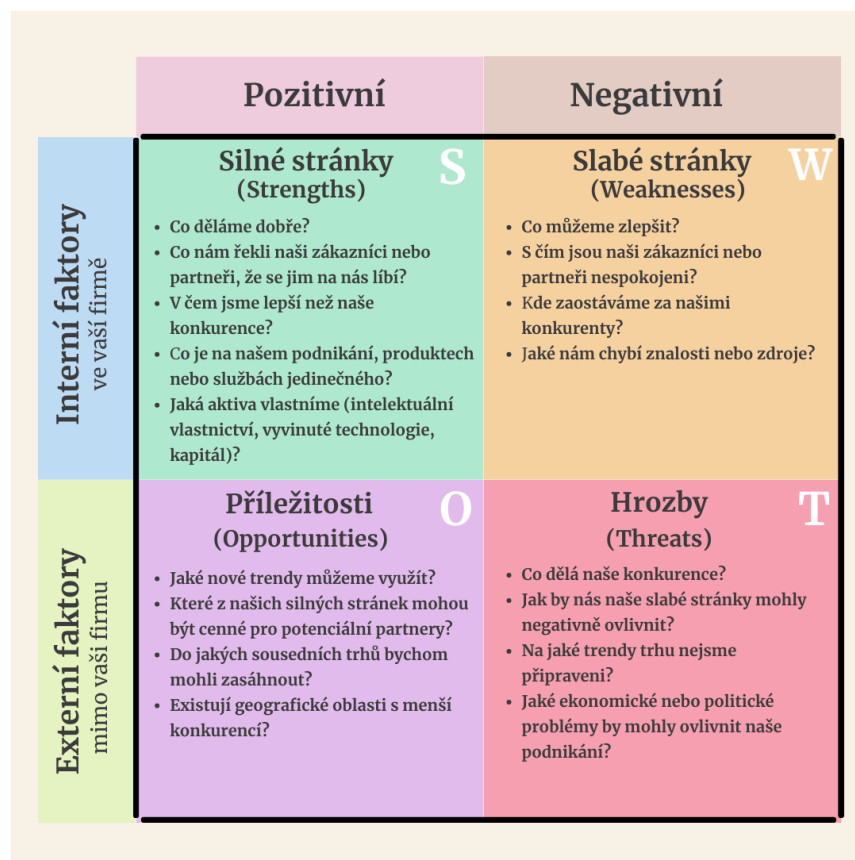 Pozitivní
Negativní
Interní faktory
ve vaší firmě
Silné stránky
(Strengths)
S
• Co děláme dobře?
• Co nám řekli naši zákazníci nebo
partneři, že se jim na nás líbí?
• V čem jsme lepší než naše
konkurence?
• Co je na našem podnikání, produktech
nebo službách jedinečného?
• Jaká aktiva vlastníme (intelektuální
vlastnictví, vyvinuté technologie,
kapitál)?
Slabé stránky
(Weaknesses)
W
• Co můžeme zlepšit?
• S čím jsou naši zákazníci nebo
partneři nespokojeni?
• Kde zaostáváme za našimi
konkurenty?
• Jaké nám chybí znalosti nebo zdroje?
Externí faktory
mimo vaši firmu
Příležitosti
(Opportunities)
O
• Jaké nové trendy můžeme využít?
• Které z našich silných stránek mohou
být cenné pro potenciální partnery?
• Do jakých sousedních trhů bychom
mohli zasáhnout?
• Existují geografické oblasti s menší
konkurencí?
Hrozby
(Threats)
T
• Co dělá naše konkurence?
• Jak by nás naše slabé stránky mohly
negativně ovlivnit?
• Na jaké trendy trhu nejsme
připraveni?
• Jaké ekonomické nebo politické
problémy by mohly ovlivnit naše
podnikání?